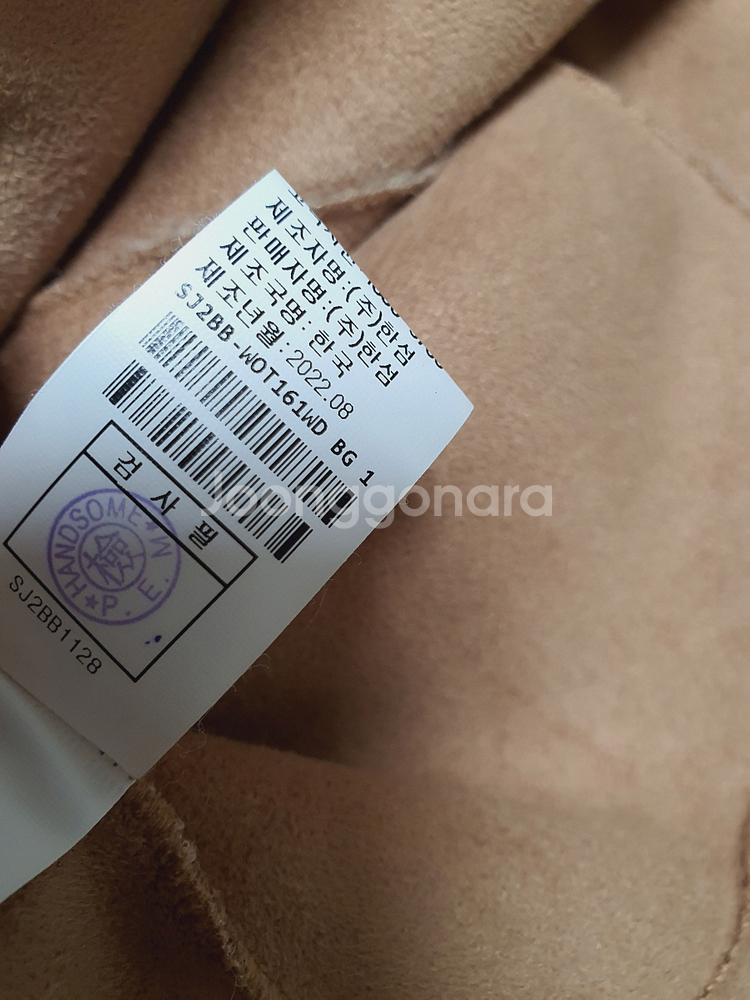 제조자명:(주)한섬
판매자명:(주)한섬
제조국명: 한국
제조년월:2022.08
SJ2BB-WOT161WD BG 1
검 사 필
HANDSOME★M.E.P★
檢
SJ2BB1128
Joonggonara